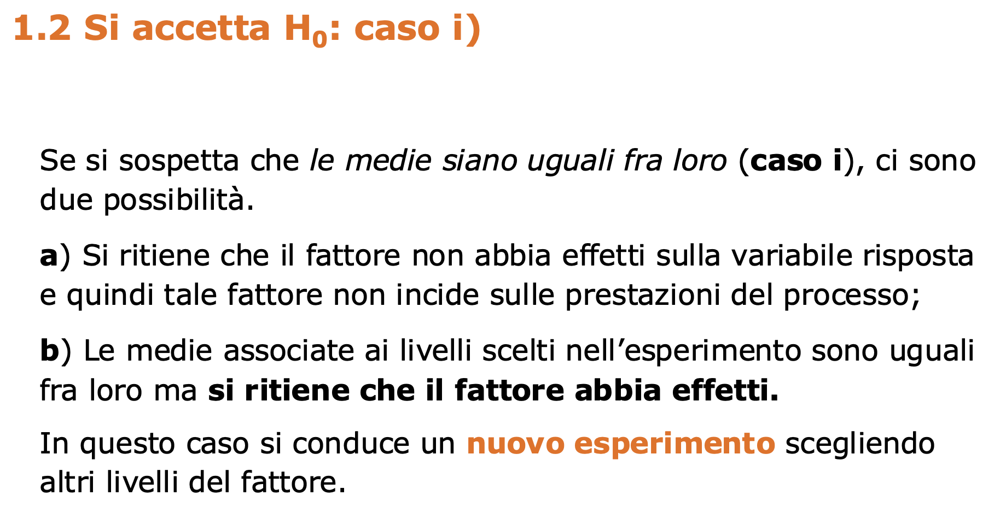 1.2 Si accetta H₀: caso i)
Se si sospetta che le medie siano uguali fra loro (caso i), ci sono
due possibilità.
a) Si ritiene che il fattore non abbia effetti sulla variabile risposta
e quindi tale fattore non incide sulle prestazioni del processo;
b) Le medie associate ai livelli scelti nell’esperimento sono uguali
fra loro ma si ritiene che il fattore abbia effetti.
In questo caso si conduce un nuovo esperimento scegliendo
altri livelli del fattore.